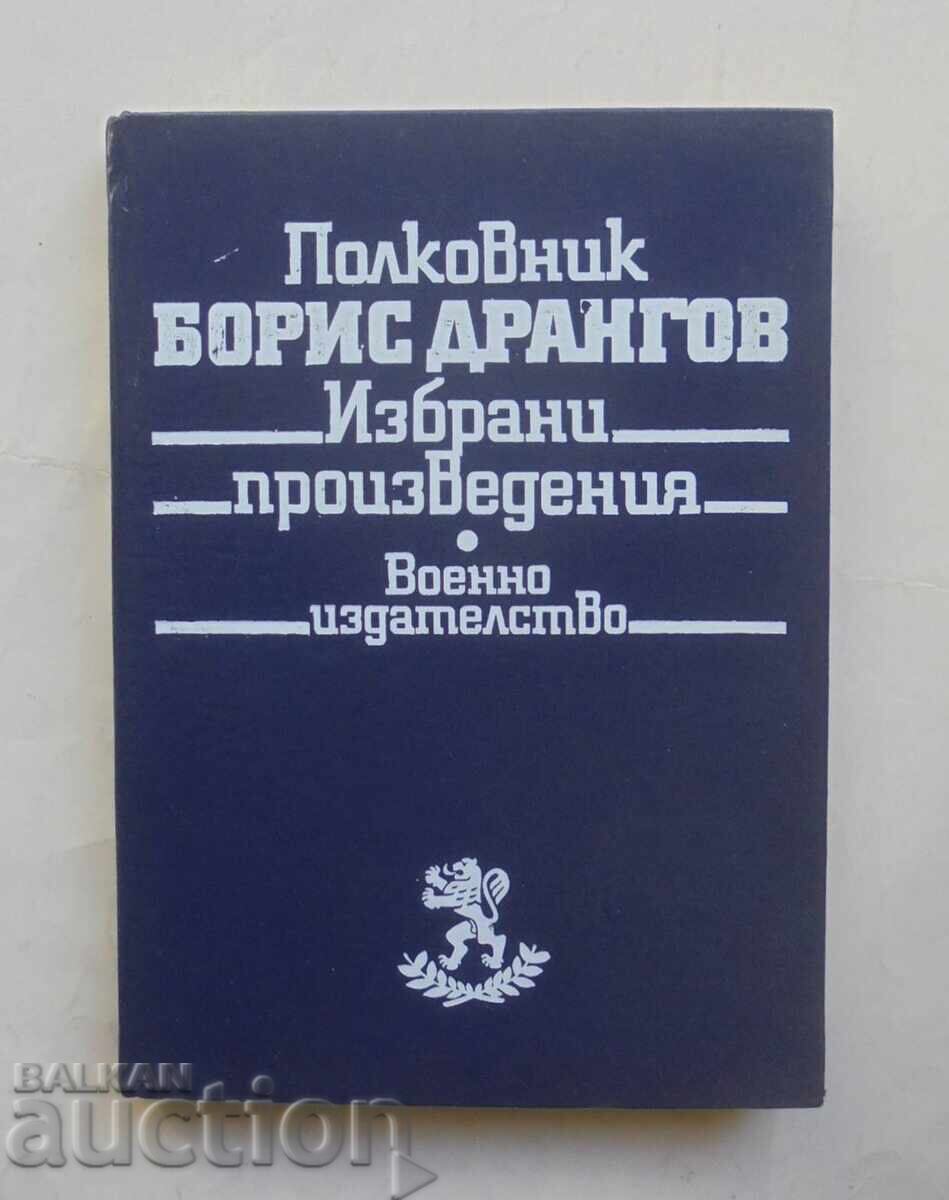 Полковник
БОРИС ДРАНГОВ
Избрани
произведения
Военно
издателство
BALKAN
auction